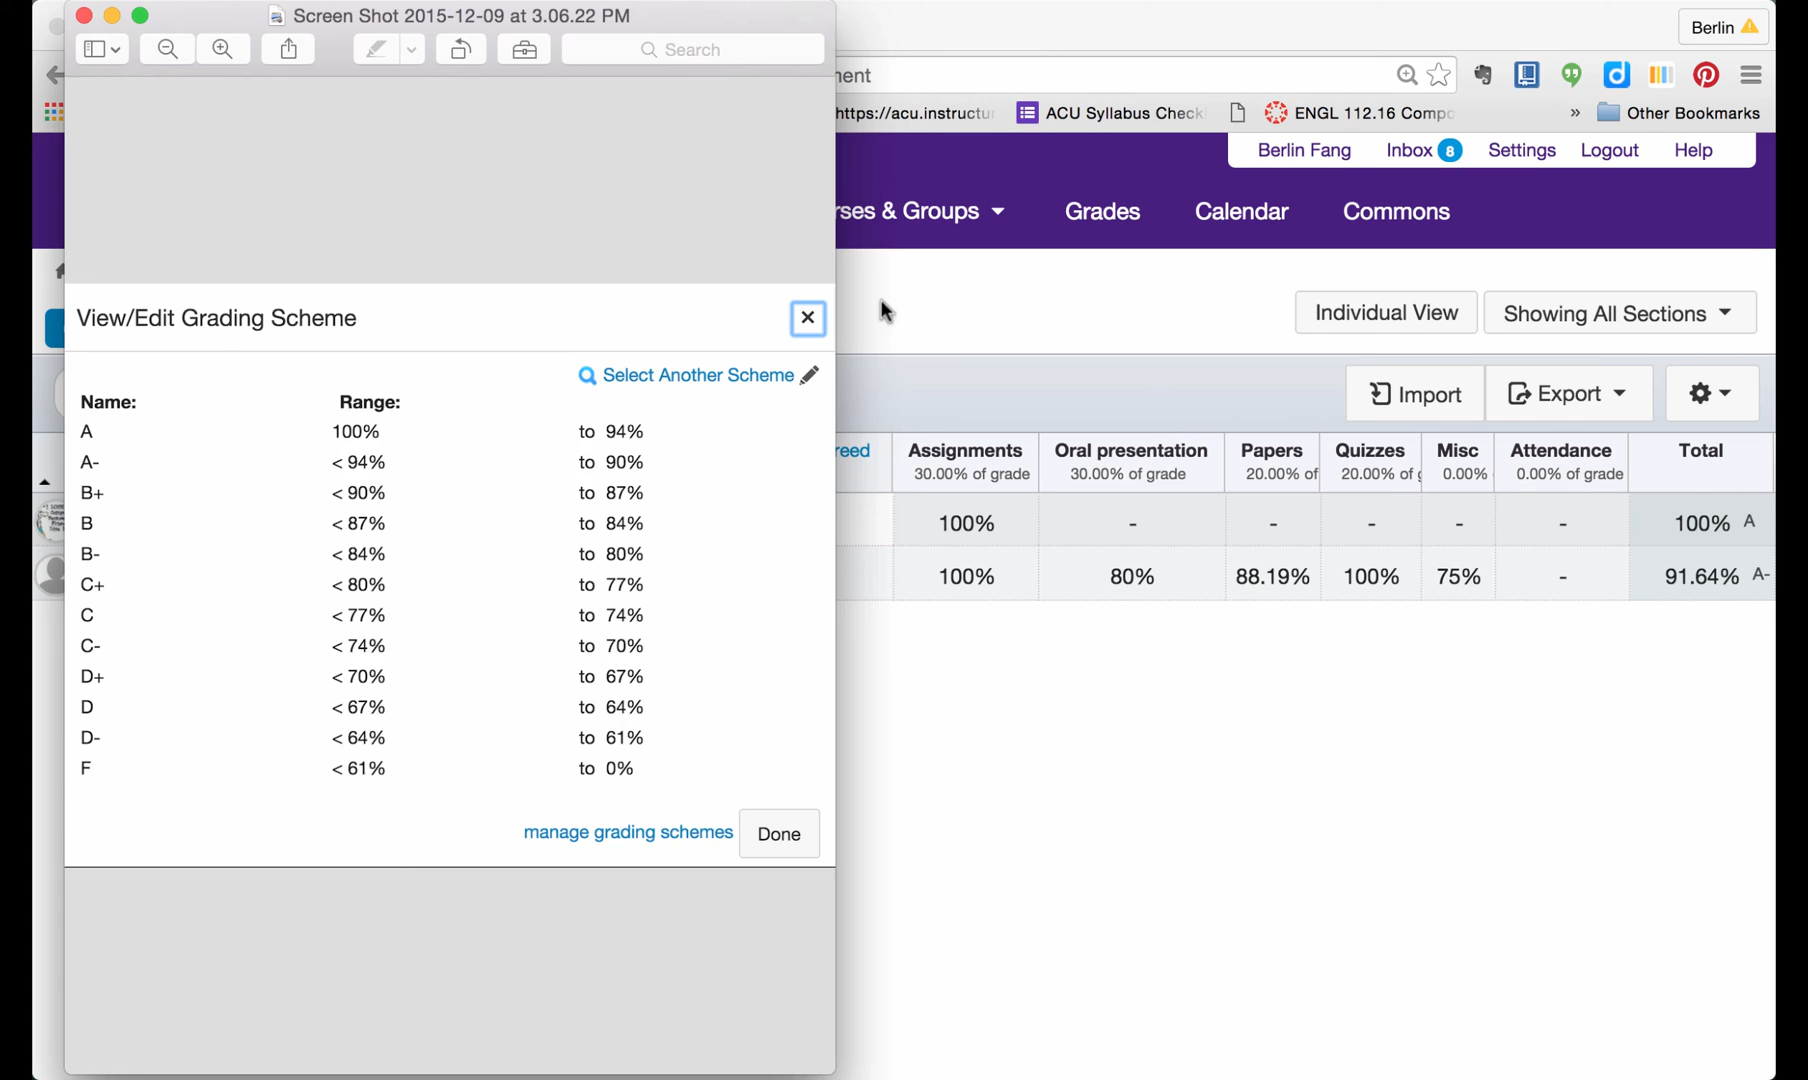 Screen Shot 2015-12-09 at 3.06.22 PM
Search
Berlin
ment
https://acu.instructur
ACU Syllabus Check
ENGL 112.16 Compo
»
Other Bookmarks
Berlin Fang
Inbox 8
Settings
Logout
Help
rses & Groups
Grades
Calendar
Commons
Individual View
Showing All Sections
Import
Export
View/Edit Grading Scheme
Select Another Scheme
Name: Range:
A 100% to 94%
A- < 94% to 90%
B+ < 90% to 87%
B < 87% to 84%
B- < 84% to 80%
C+ < 80% to 77%
C < 77% to 74%
C- < 74% to 70%
D+ < 70% to 67%
D < 67% to 64%
D- < 64% to 61%
F < 61% to 0%
manage grading schemes
Done
reed Assignments Oral presentation Papers Quizzes Misc Attendance Total
30.00% of grade 30.00% of grade 20.00% of 20.00% of g 0.00% 0.00% of grade
100% - - - - - 100% A
100% 80% 88.19% 100% 75% - 91.64% A-